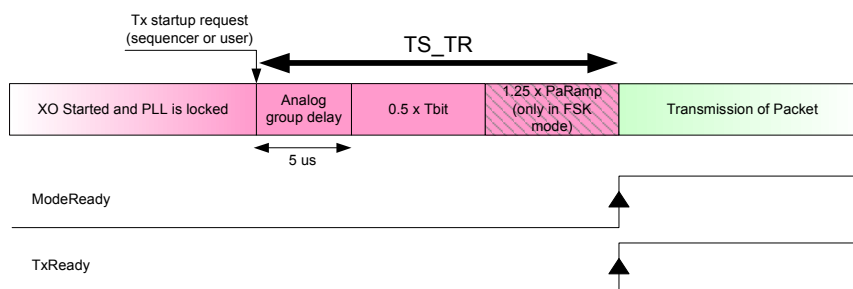 Tx startup request
(sequencer or user)
TS_TR
XO Started and PLL is locked
Analog
group delay
0.5 x Tbit
1.25 x PaRamp
(only in FSK
mode)
Transmission of Packet
5 us
ModeReady
TxReady